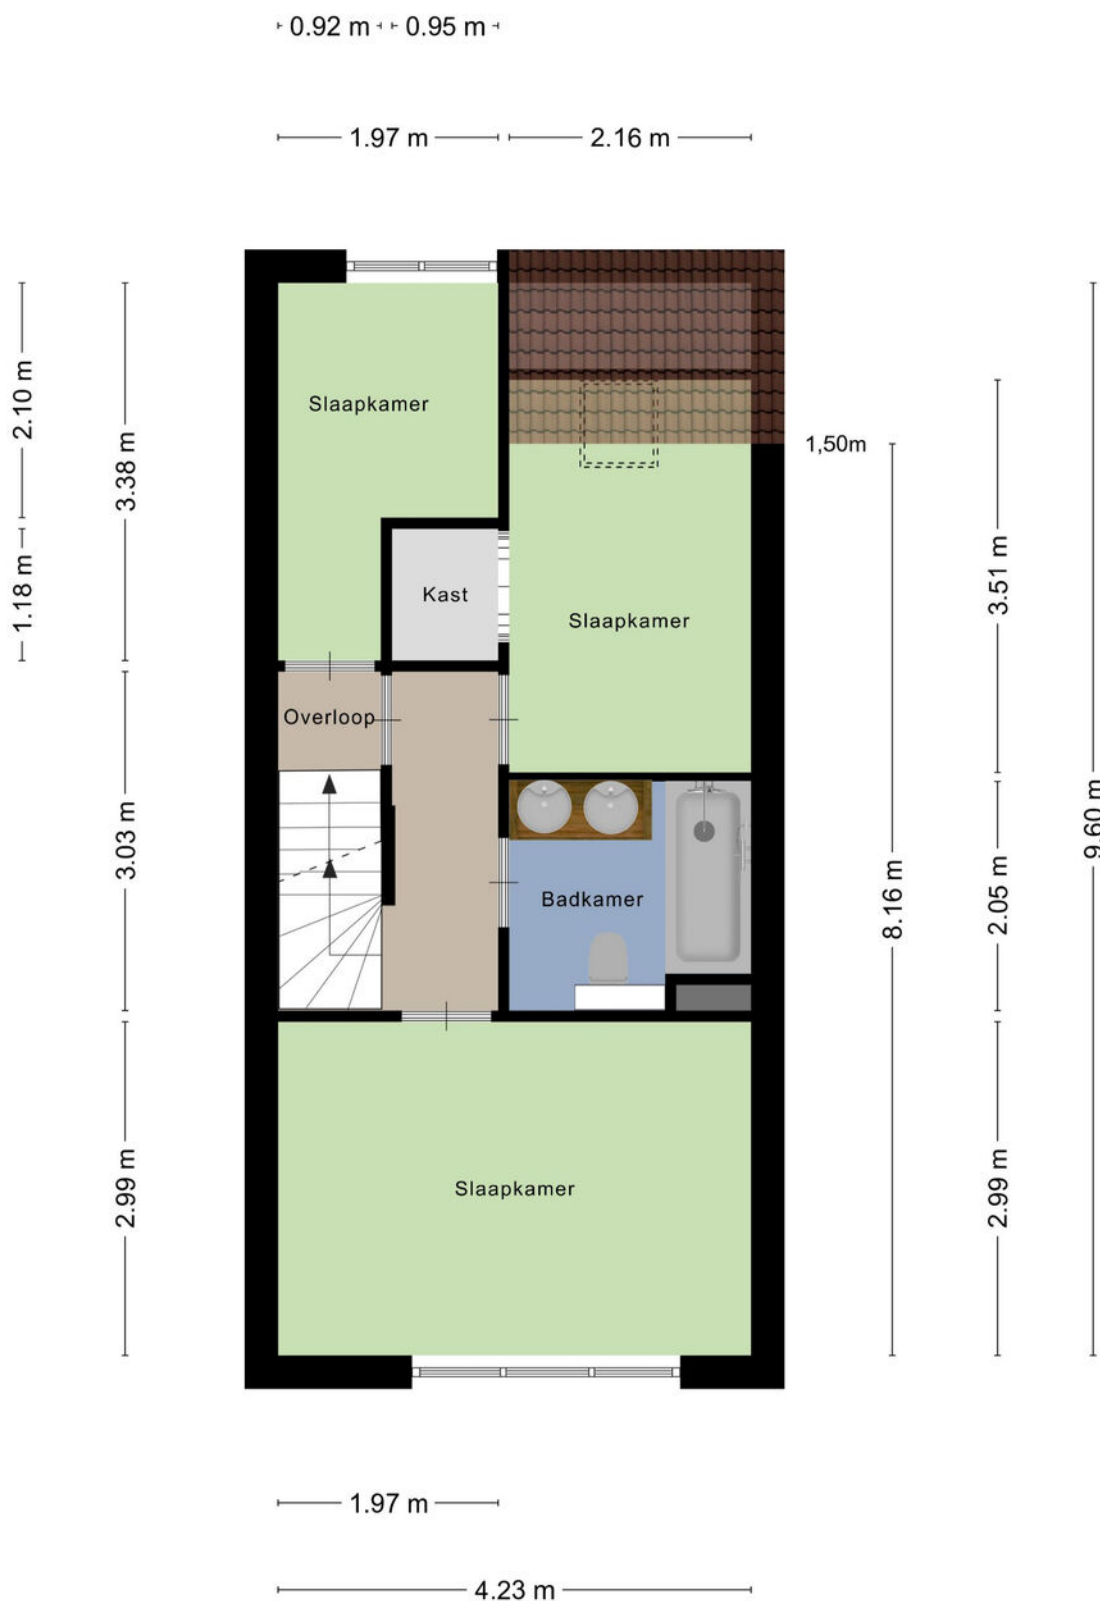 0.92 m
0.95 m
1.97 m
2.16 m
2.10 m
3.38 m
1.18 m
3.03 m
2.99 m
Slaapkamer
1,50m
Kast
Slaapkamer
Overloop
Badkamer
Slaapkamer
3.51 m
2.05 m
2.99 m
8.16 m
9.60 m
1.97 m
4.23 m